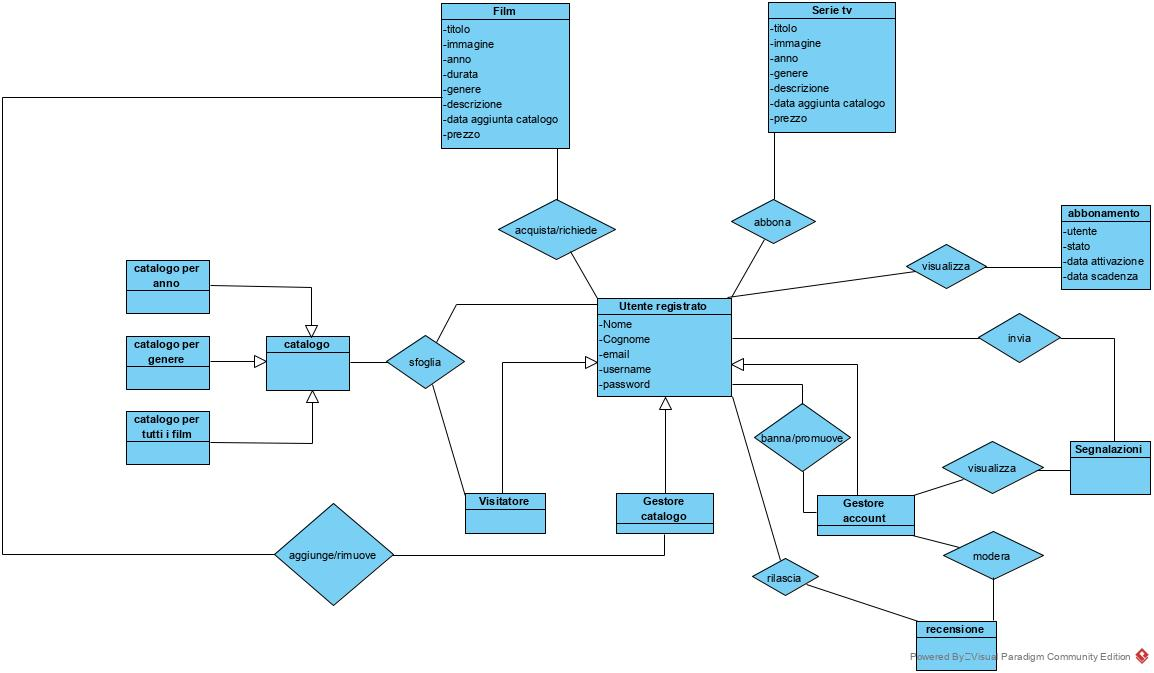 Film
-titolo
-immagine
-anno
-durata
-genere
-descrizione
-data aggiunta catalogo
-prezzo
Serie tv
-titolo
-immagine
-anno
-genere
-descrizione
-data aggiunta catalogo
-prezzo
acquista/richiede
abbona
abbonamento
-utente
-stato
-data attivazione
-data scadenza
visualizza
catalogo per
anno
catalogo per
genere
catalogo per
tutti i film
catalogo
sfoglia
Utente registrato
-Nome
-Cognome
-email
-username
-password
invia
banna/promuove
visualizza
Segnalazioni
Visitatore
Gestore
catalogo
Gestore
account
aggiunge/rimuove
modera
rilascia
recensione
Powered By Visual Paradigm Community Edition